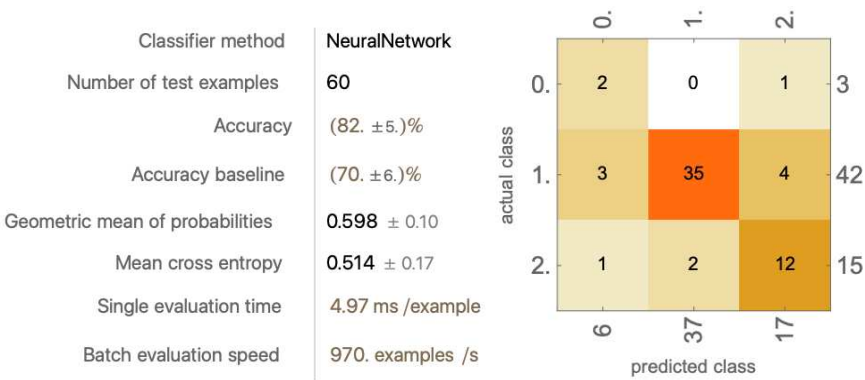 Classifier method NeuralNetwork
Number of test examples 60
Accuracy (82. ±5.)%
Accuracy baseline (70. ±6.)%
Geometric mean of probabilities 0.598 ± 0.10
Mean cross entropy 0.514 ± 0.17
Single evaluation time 4.97 ms /example
Batch evaluation speed 970. examples /s
0. 1. 2.
0. 2 0 1 3
1. 3 35 4 42
2. 1 2 12 15
6 37 17
actual class
predicted class